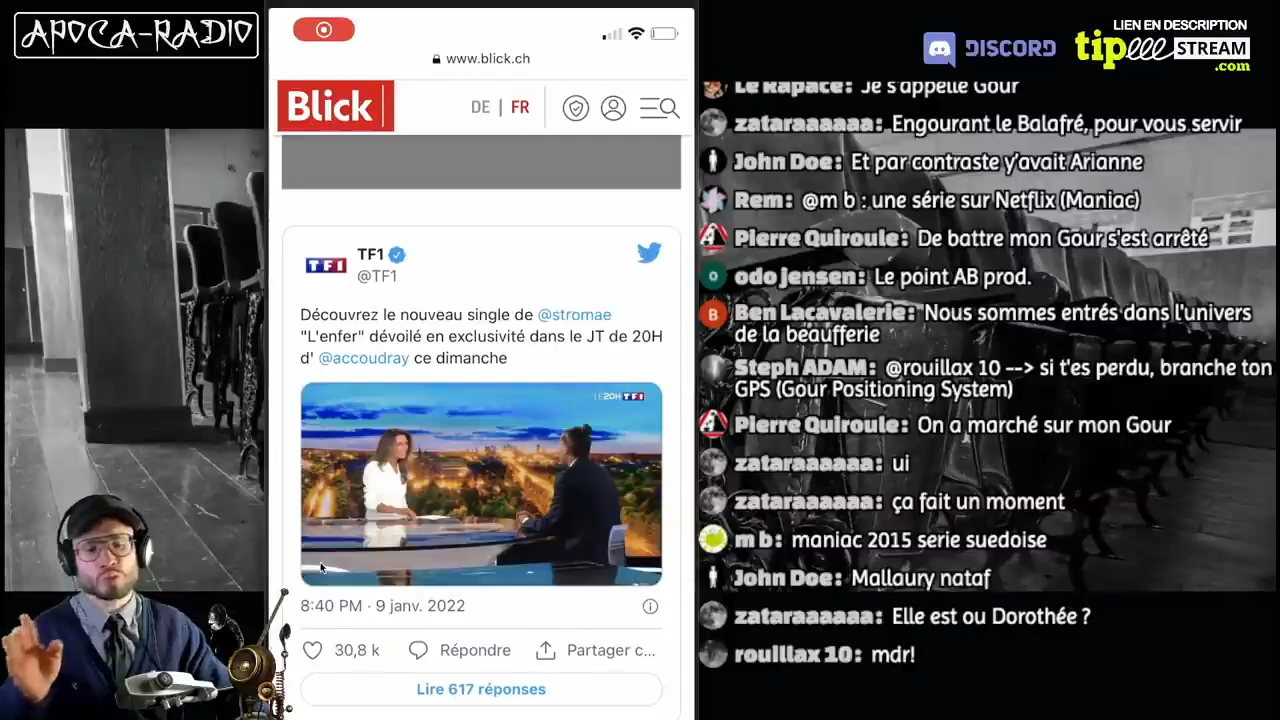 APOCA-RADIO
www.blick.ch
Blick
DE | FR
TF1
TF1
@TF1
Découvrez le nouveau single de @stromae
"L'enfer" dévoilé en exclusivité dans le JT de 20H
d' @accoudray ce dimanche
LE20H TF1
8:40 PM · 9 janv. 2022
30,8 k
Répondre
Partager c...
Lire 617 réponses
LIEN EN DESCRIPTION
DISCORD
tipeee STREAM
.com
Le Rapace: Je s'appelle Gour
zataraaaaaa: Engourant le Balafré, pour vous servir
John Doe: Et par contraste y'avait Arianne
Rem: @m b : une série sur Netflix (Maniac)
Pierre Quiroule: De battre mon Gour s'est arrêté
odo jensen: Le point AB prod.
Ben Lacavalerie: Nous sommes entrés dans l'univers
de la beaufferie
Steph ADAM: @rouillax 10 --> si t'es perdu, branche ton
GPS (Gour Positioning System)
Pierre Quiroule: On a marché sur mon Gour
zataraaaaaa: ui
zataraaaaaa: ça fait un moment
m b: maniac 2015 serie suedoise
John Doe: Mallaury nataf
zataraaaaaa: Elle est ou Dorothée ?
rouillax 10: mdr!